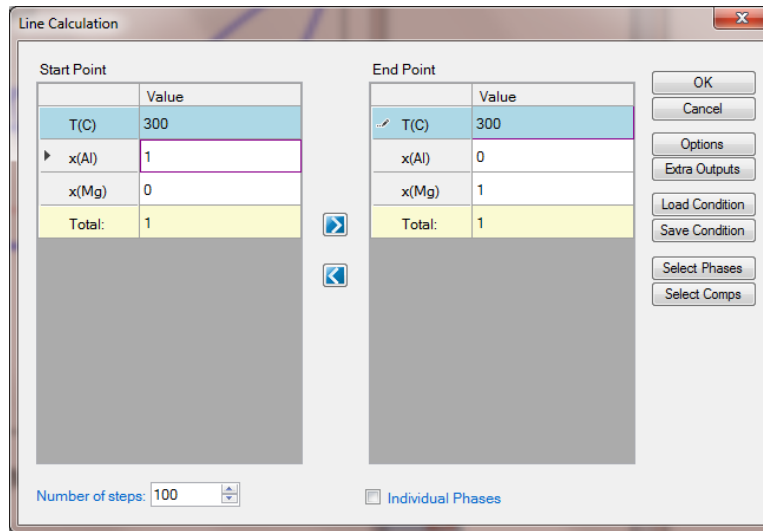 Line Calculation
Start Point
Value
T(C) 300
x(Al) 1
x(Mg) 0
Total: 1
End Point
Value
T(C) 300
x(Al) 0
x(Mg) 1
Total: 1
OK
Cancel
Options
Extra Outputs
Load Condition
Save Condition
Select Phases
Select Comps
Number of steps: 100
Individual Phases